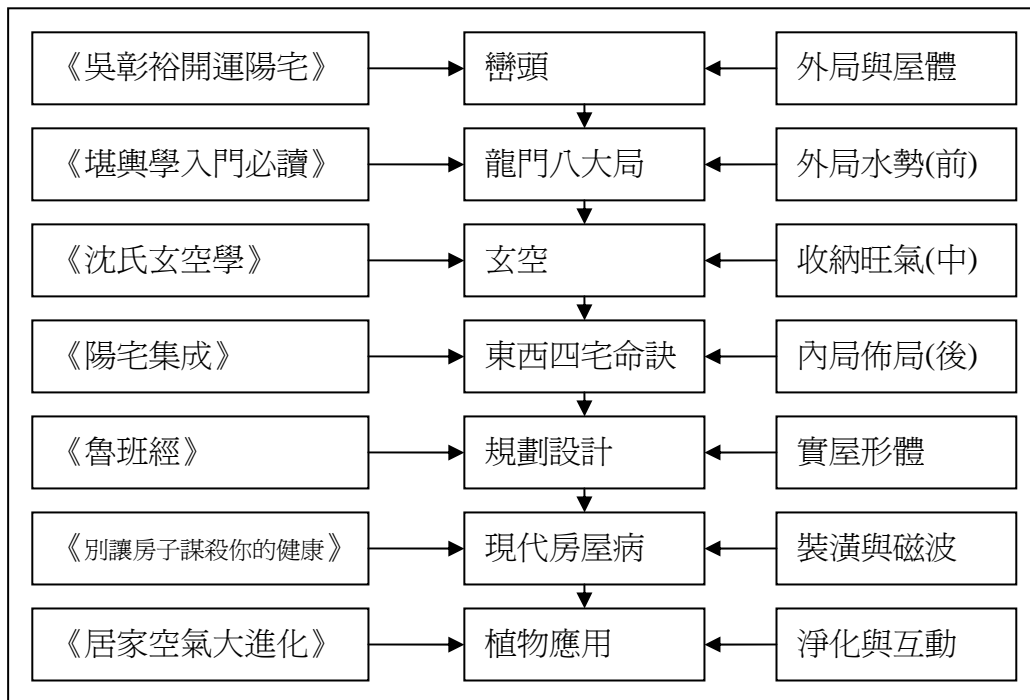 《吳彰裕開運陽宅》 巒頭 外局與屋體
《堪輿學入門必讀》 龍門八大局 外局水勢(前)
《沈氏玄空學》 玄空 收納旺氣(中)
《陽宅集成》 東西四宅命訣 內局佈局(後)
《魯班經》 規劃設計 實屋形體
《別讓房子謀殺你的健康》 現代房屋病 裝潢與磁波
《居家空氣大進化》 植物應用 淨化與互動